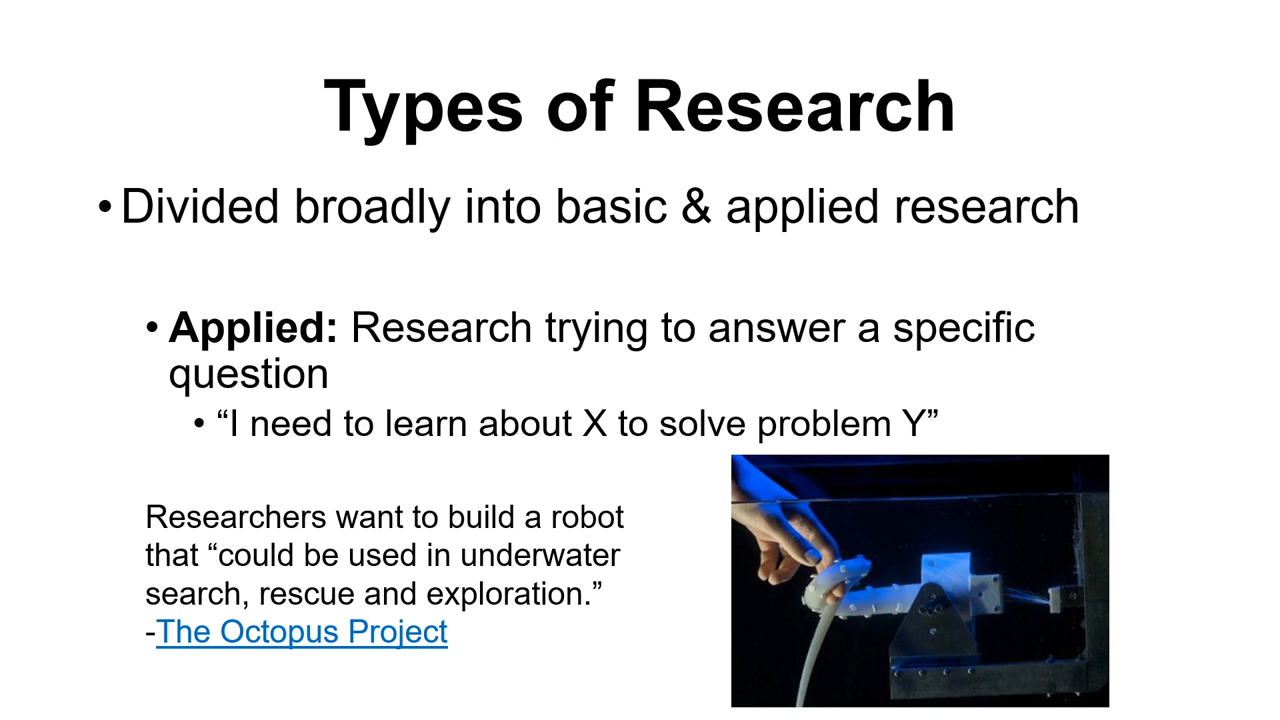 Types of Research
• Divided broadly into basic & applied research
• Applied: Research trying to answer a specific
question
• “I need to learn about X to solve problem Y”
Researchers want to build a robot
that “could be used in underwater
search, rescue and exploration.”
-The Octopus Project